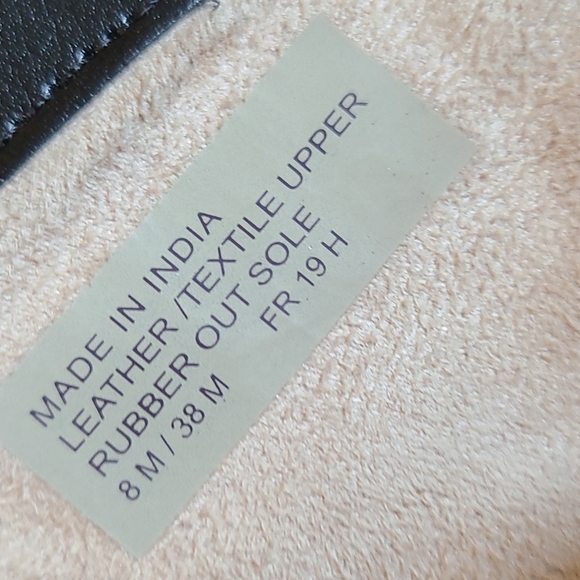 MADE IN INDIA
LEATHER /TEXTILE UPPER
RUBBER OUT SOLE
8 M / 38 M FR 19 H